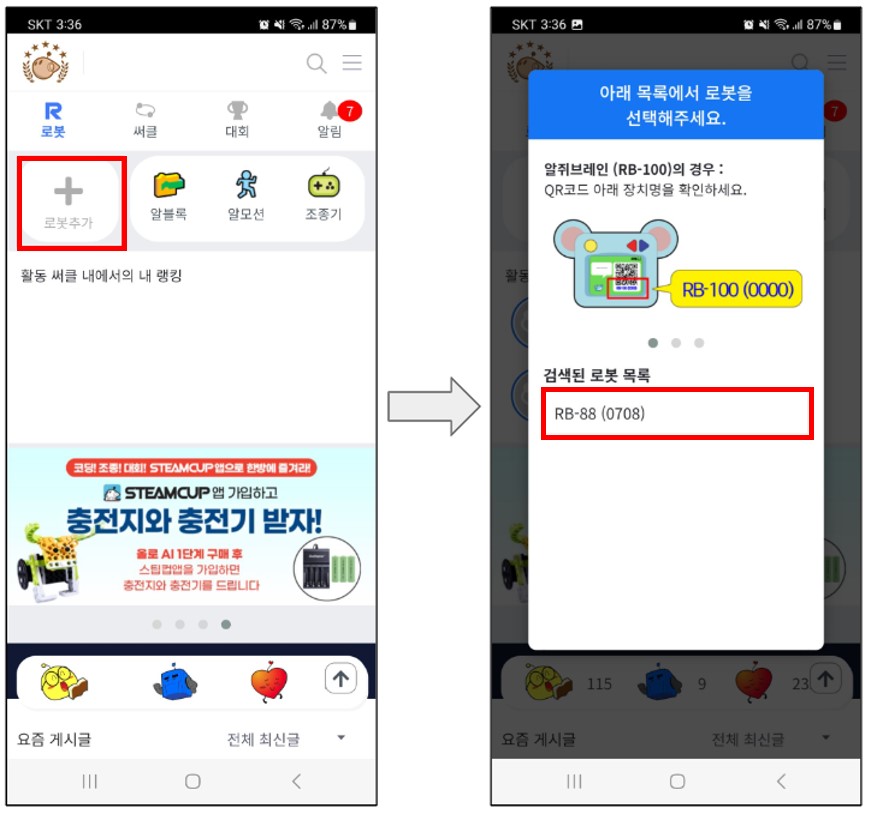 SKT 3:36
87%
7
로봇
써클
대회
알림
로봇추가
알블록
알모션
조종기
활동 써클 내에서의 내 랭킹
코딩! 조종! 대회! STEAMCUP 앱으로 한방에 즐겨라!
STEAMCUP 앱 가입하고
충전지와 충전기 받자!
올로 AI 1단계 구매 후
스팀컵앱을 가입하면
충전지와 충전기를 드립니다
요즘 게시글
전체 최신글
SKT 3:36
87%
7
아래 목록에서 로봇을
선택해주세요.
알쥐브레인 (RB-100)의 경우 :
QR코드 아래 장치명을 확인하세요.
RB-100 (0000)
활동
검색된 로봇 목록
RB-88 (0708)
115
9
23
요즘 게시글
전체 최신글